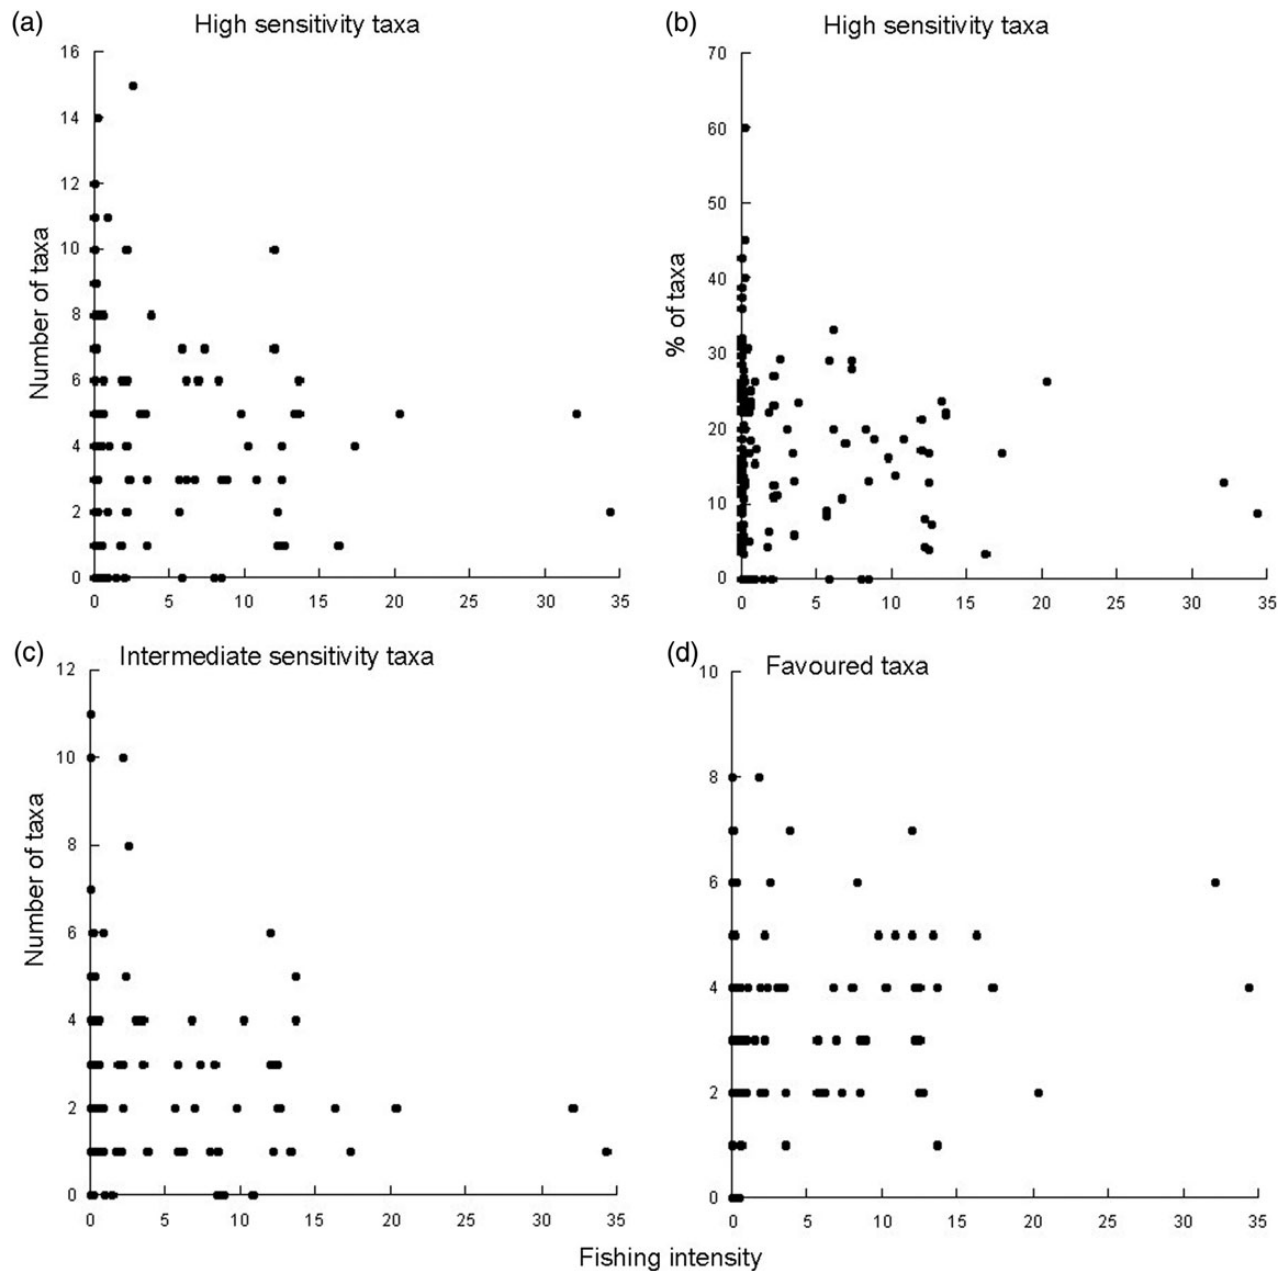 (a) High sensitivity taxa
16
14
12
10
8
6
4
2
0
Number of taxa
0 5 10 15 20 25 30 35
(b) High sensitivity taxa
70
60
50
40
30
20
10
0
% of taxa
0 5 10 15 20 25 30 35
(c) Intermediate sensitivity taxa
12
10
8
6
4
2
0
Number of taxa
0 5 10 15 20 25 30 35
(d) Favoured taxa
10
8
6
4
2
0
0 5 10 15 20 25 30 35
Fishing intensity